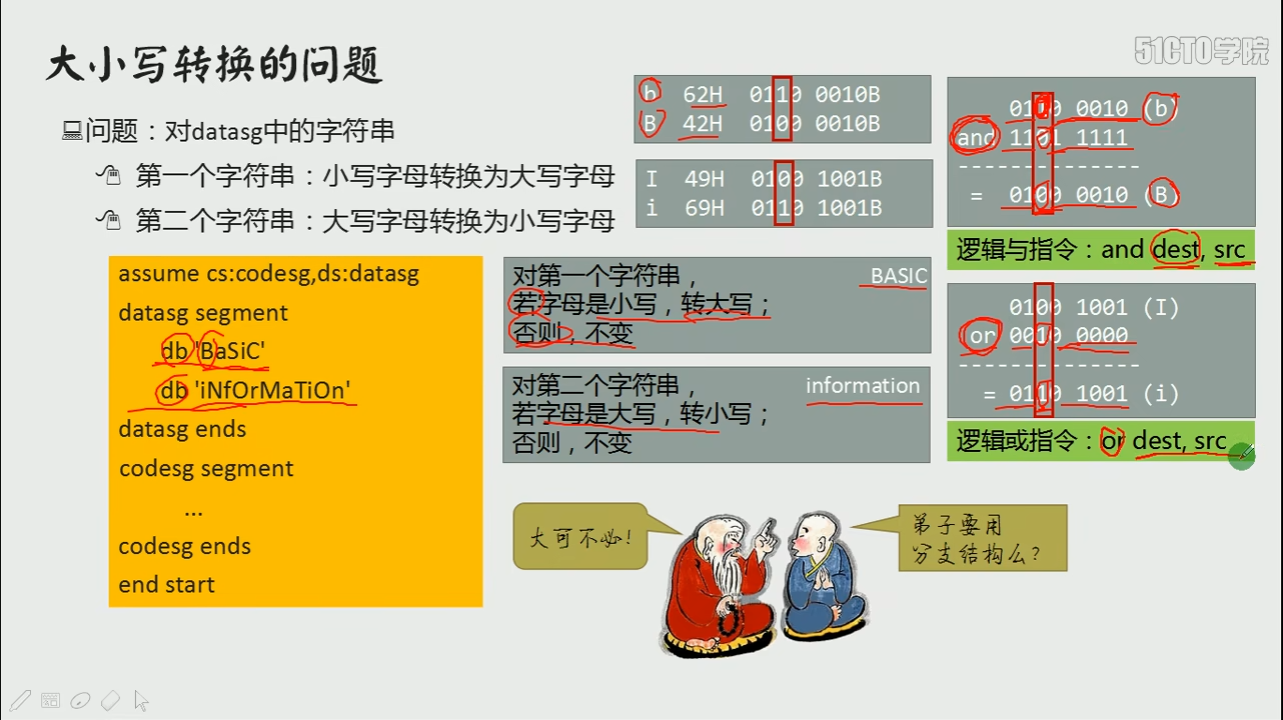 大小写转换的问题
51CTO学院
问题：对datasg中的字符串
第一个字符串：小写字母转换为大写字母
第二个字符串：大写字母转换为小写字母
assume cs:codesg,ds:datasg
datasg segment
db 'BaSiC'
db 'iNfOrMaTiOn'
datasg ends
codesg segment
...
codesg ends
end start
b 62H 0110 0010B
B 42H 0100 0010B
I 49H 0100 1001B
i 69H 0110 1001B
对第一个字符串， BASIC
若字母是小写，转大写；
否则，不变
对第二个字符串， information
若字母是大写，转小写；
否则，不变
0110 0010 (b)
and 1101 1111
---------------
= 0100 0010 (B)
逻辑与指令：and dest, src
0100 1001 (I)
or 0010 0000
---------------
= 0110 1001 (i)
逻辑或指令：or dest, src
大可不必!
弟子要用
分支结构么?